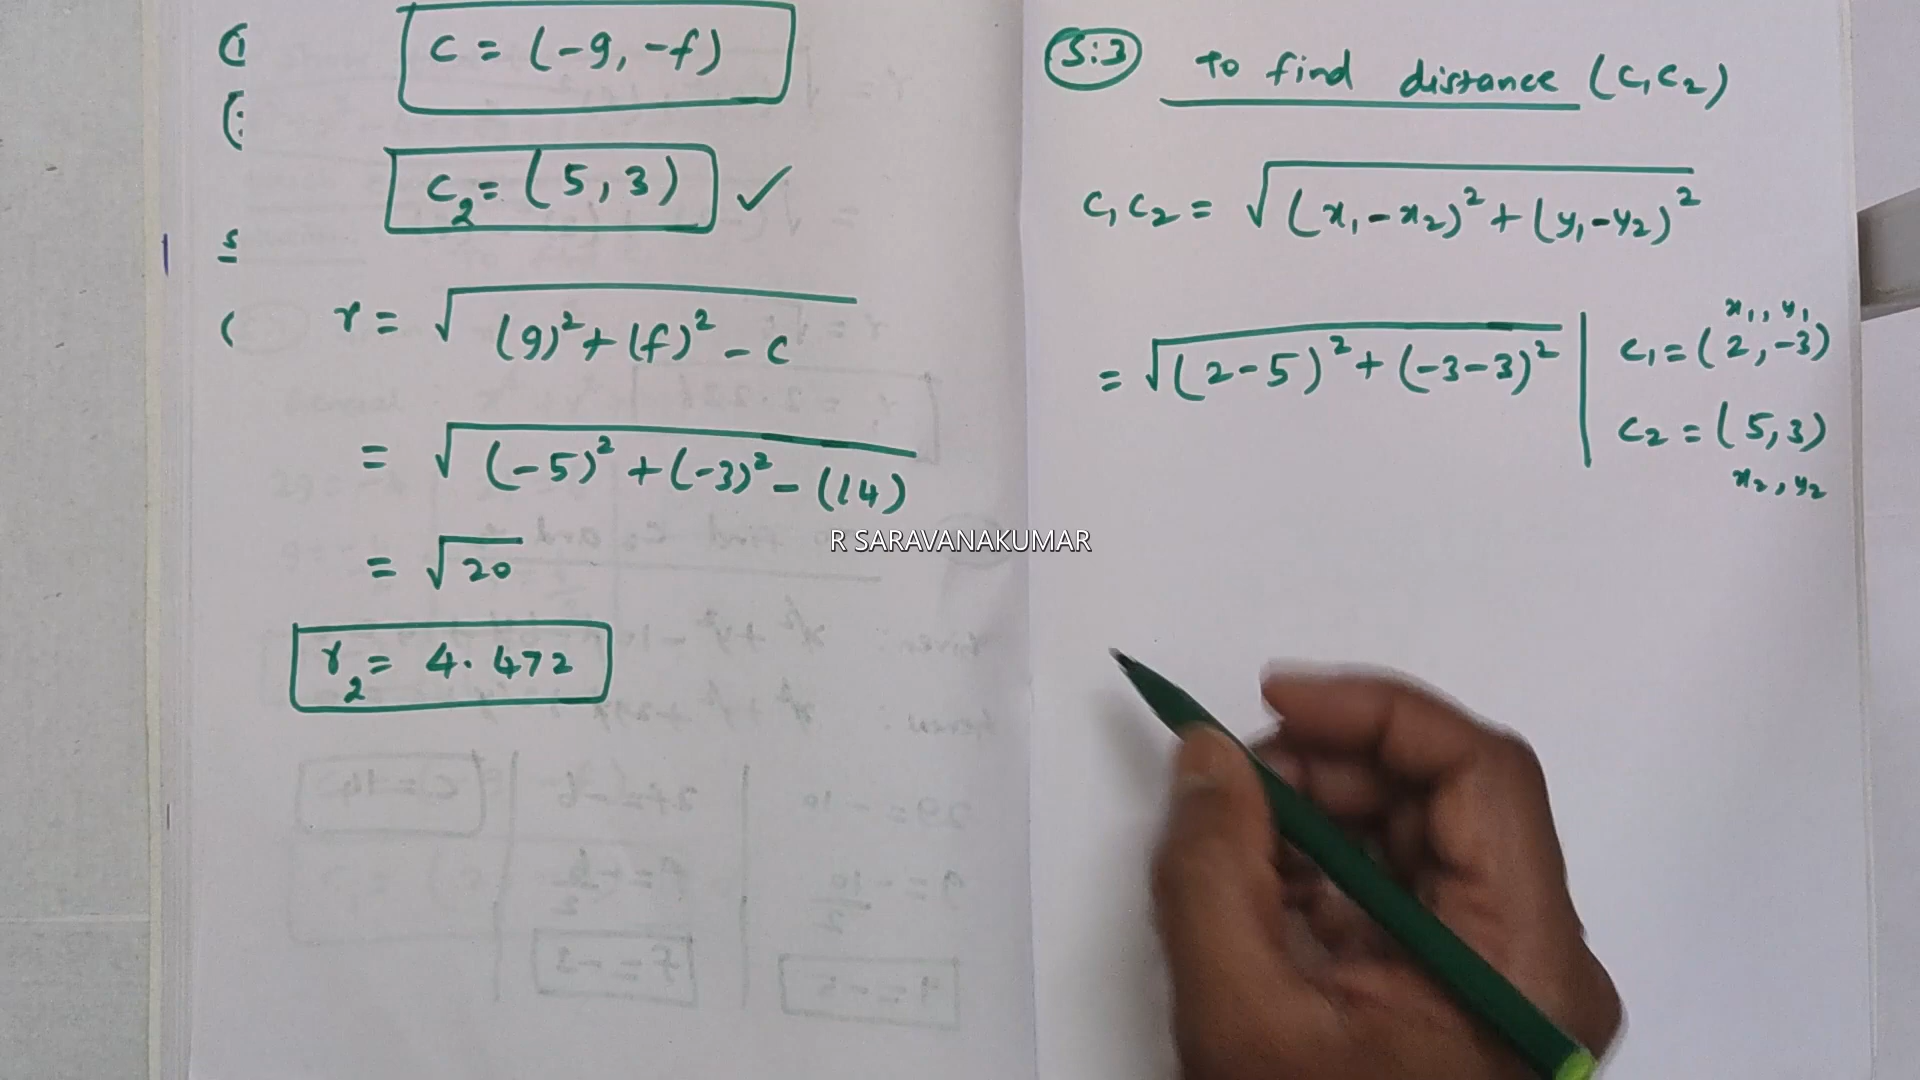 C = (-g, -f)
C₂ = (5, 3) ✓
r = √((g)² + (f)² - c)
= √((-5)² + (-3)² - (14))
= √20
r₂ = 4.472
S:3 To find distance (C₁C₂)
C₁C₂ = √((x₁-x₂)² + (y₁-y₂)²)
= √((2-5)² + (-3-3)²)
x₁, y₁
C₁ = (2, -3)
C₂ = (5, 3)
x₂, y₂
R SARAVANAKUMAR